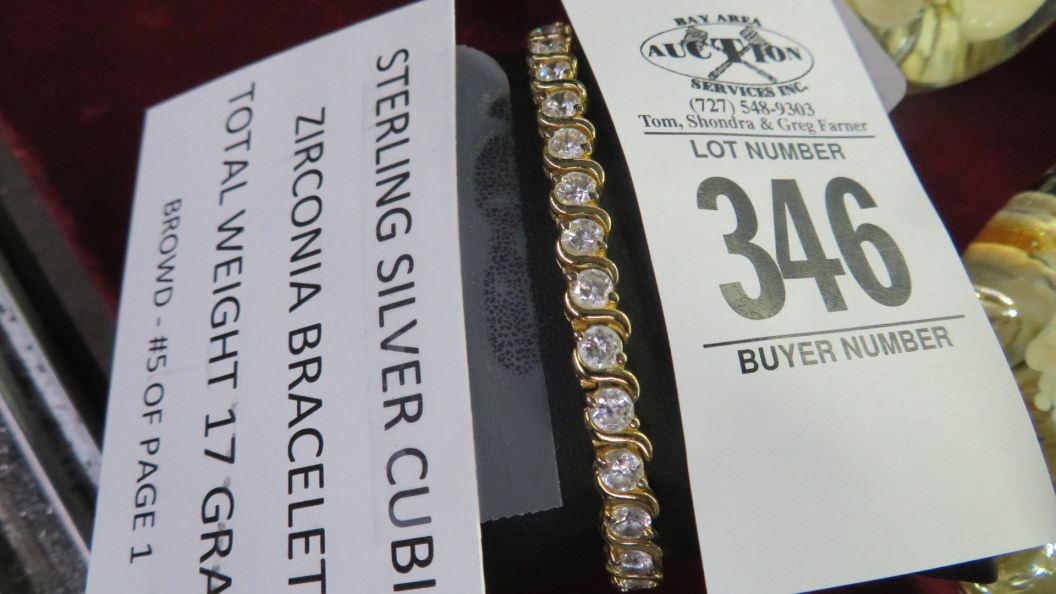 STERLING SILVER CUBI
ZIRCONIA BRACELET
TOTAL WEIGHT 17 GRA
BROWD - #5 OF PAGE 1
BAY AREA
AUCTION
SERVICES INC.
(727) 548-9303
Tom, Shondra & Greg Farner
LOT NUMBER
346
BUYER NUMBER